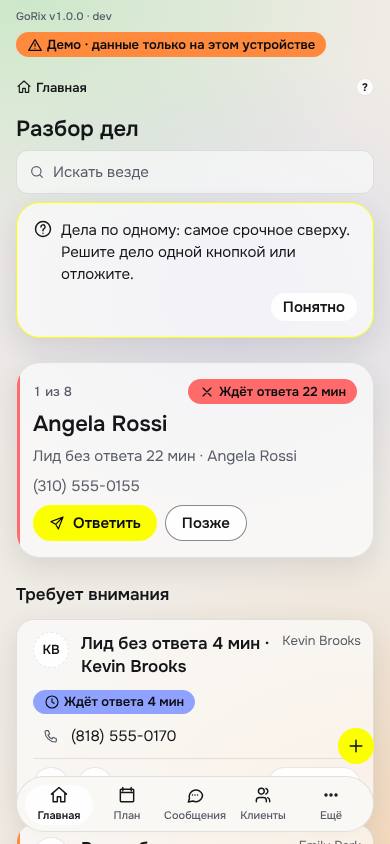 GoRix v1.0.0 · dev
Демо · данные только на этом устройстве
Главная
?
Разбор дел
Искать везде
Дела по одному: самое срочное сверху.
Решите дело одной кнопкой или
отложите.
Понятно
1 из 8
Ждёт ответа 22 мин
Angela Rossi
Лид без ответа 22 мин · Angela Rossi
(310) 555-0155
Ответить
Позже
Требует внимания
KB
Лид без ответа 4 мин ·
Kevin Brooks
Kevin Brooks
Ждёт ответа 4 мин
(818) 555-0170
Главная
План
Сообщения
Клиенты
Ещё